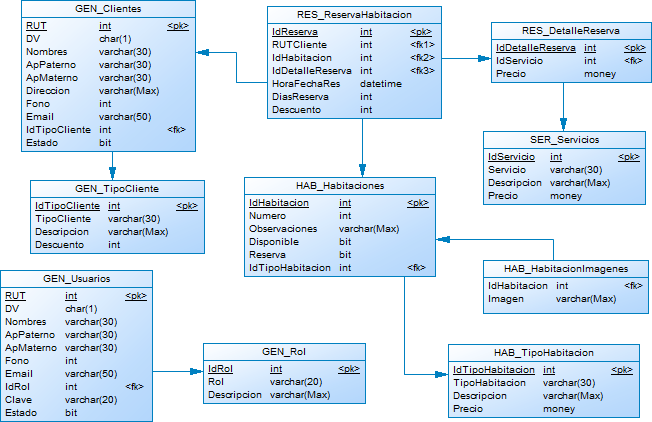 GEN_Clientes
RUT int <pk>
DV char(1)
Nombres varchar(30)
ApPaterno varchar(30)
ApMaterno varchar(30)
Direccion varchar(Max)
Fono int
Email varchar(50)
IdTipoCliente int <fk>
Estado bit
RES_ReservaHabitacion
IdReserva int <pk>
RUTCliente int <fk1>
IdHabitacion int <fk2>
IdDetalleReserva int <fk3>
HoraFechaRes datetime
DiasReserva int
Descuento int
RES_DetalleReserva
IdDetalleReserva int <pk>
IdServicio int <fk>
Precio money
SER_Servicios
IdServicio int <pk>
Servicio varchar(30)
Descripcion varchar(Max)
Precio money
GEN_TipoCliente
IdTipoCliente int <pk>
TipoCliente varchar(30)
Descripcion varchar(Max)
Descuento int
HAB_Habitaciones
IdHabitacion int <pk>
Numero int
Observaciones varchar(Max)
Disponible bit
Reserva bit
IdTipoHabitacion int <fk>
HAB_HabitacionImagenes
IdHabitacion int <fk>
Imagen varchar(Max)
GEN_Usuarios
RUT int <pk>
DV char(1)
Nombres varchar(30)
ApPaterno varchar(30)
ApMaterno varchar(30)
Fono int
Email varchar(50)
IdRol int <fk>
Clave varchar(20)
Estado bit
GEN_Rol
IdRol int <pk>
Rol varchar(20)
Descripcion varchar(Max)
HAB_TipoHabitacion
IdTipoHabitacion int <pk>
TipoHabitacion varchar(30)
Descripcion varchar(Max)
Precio money